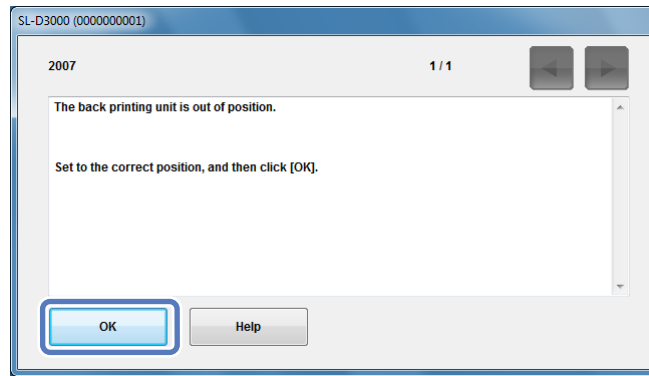 SL-D3000 (0000000001)
2007 1 / 1
The back printing unit is out of position.
Set to the correct position, and then click [OK].
OK Help